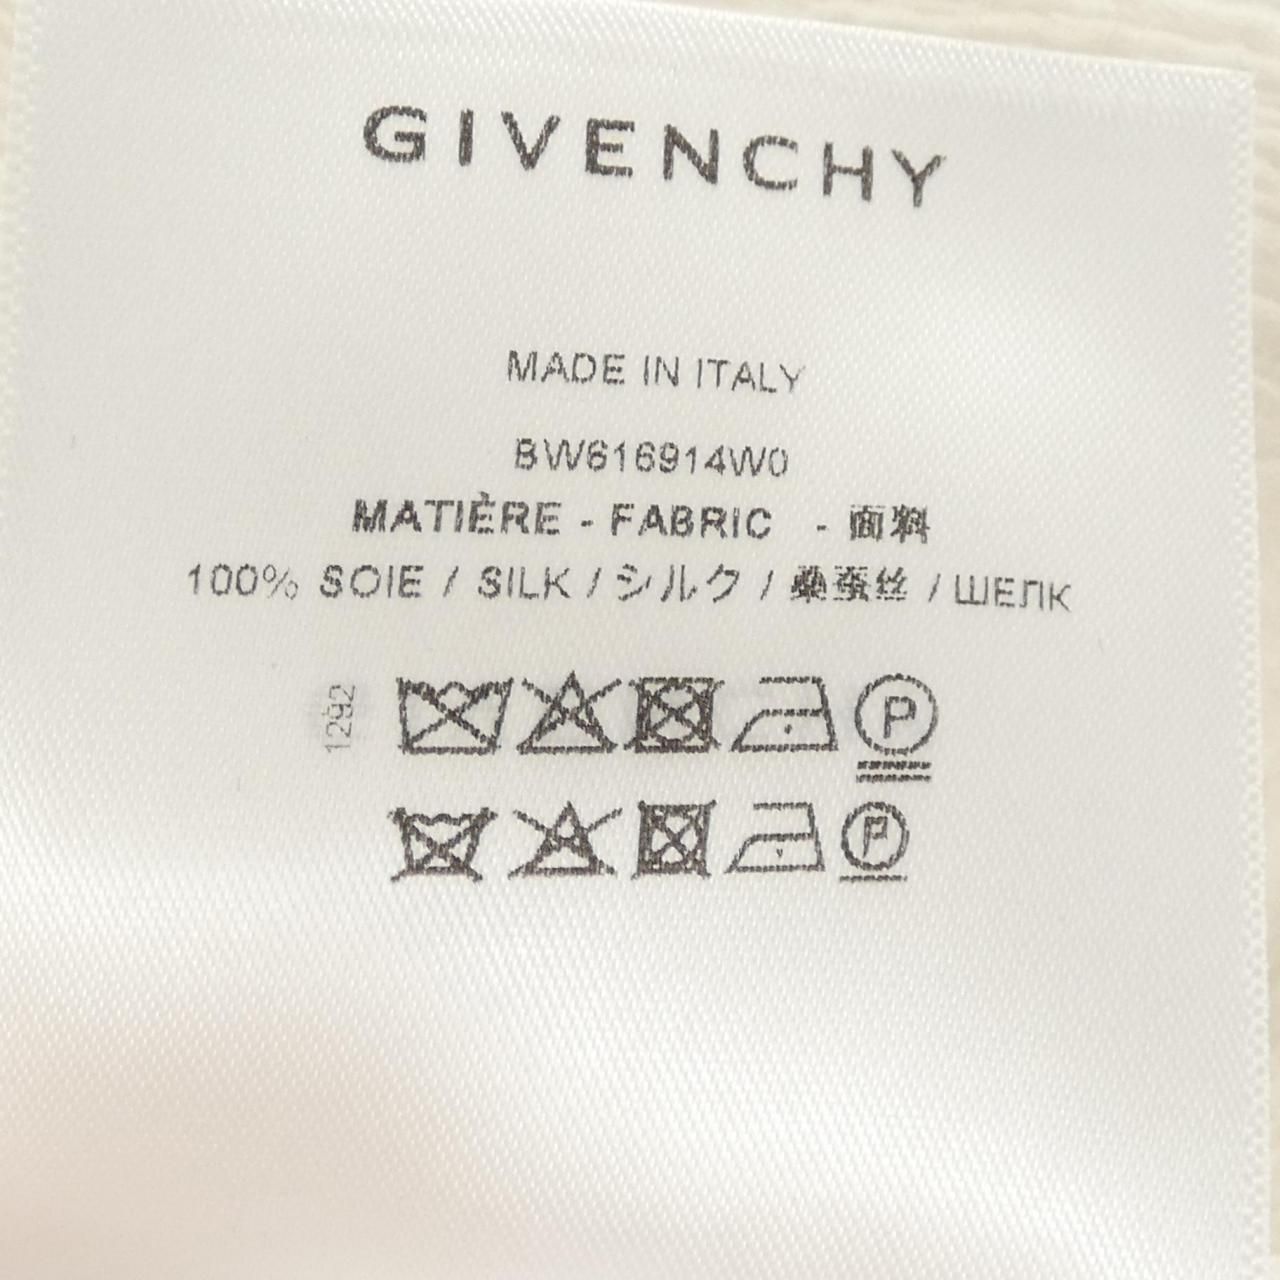 GIVENCHY
MADE IN ITALY
BW616914W0
MATIÈRE - FABRIC - 面料
100% SOIE / SILK / シルク / 桑蚕丝 / ШЕЛК
1292
P
P